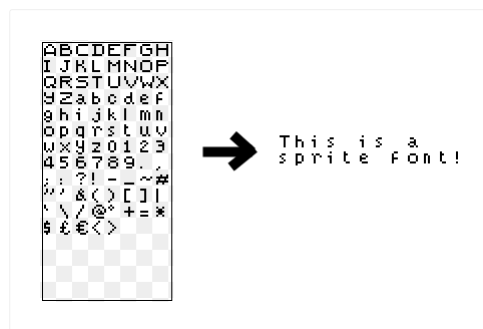 ABCDEFGH
IJKLMNOP
QRSTUVWX
YZabcdef
ghijklmn
opqrstuv
wxyz0123
456789.,
;:?!-_~#
"'&()[]|
`\/@°+=*
$£€<>
This is a
sprite font!